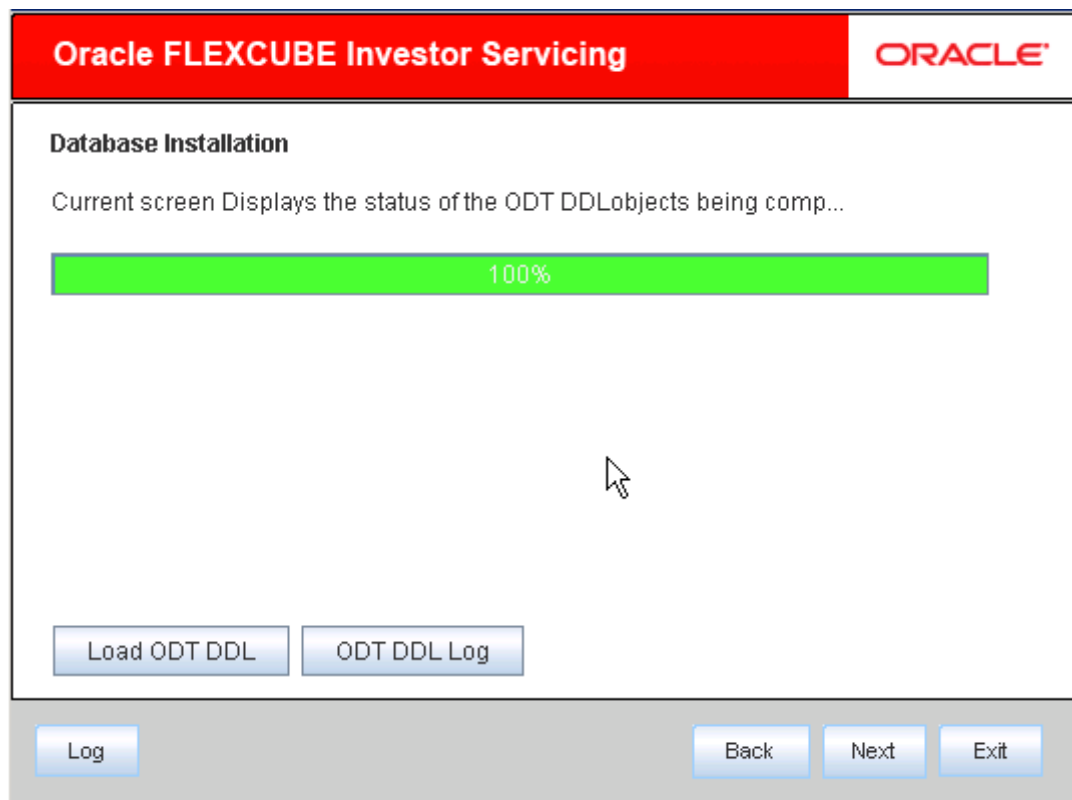 Oracle FLEXCUBE Investor Servicing
ORACLE
Database Installation
Current screen Displays the status of the ODT DDLobjects being comp...
100%
Load ODT DDL
ODT DDL Log
Log
Back
Next
Exit